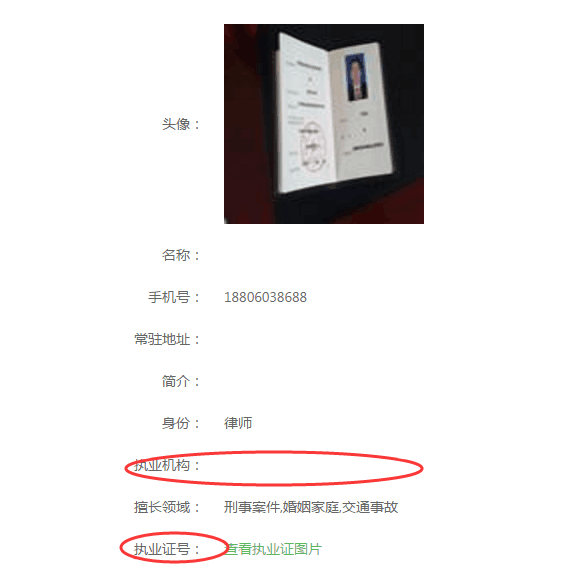 头像：
名称：
手机号： 18806038688
常驻地址：
简介：
身份： 律师
执业机构：
擅长领域： 刑事案件,婚姻家庭,交通事故
执业证号： 查看执业证图片